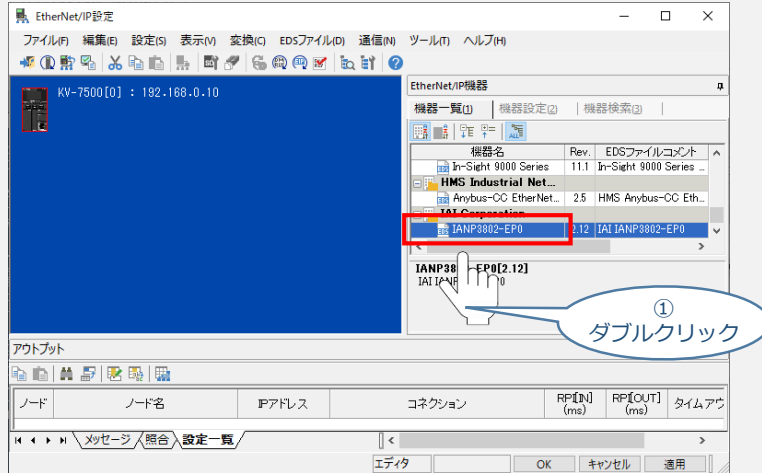 EtherNet/IP設定
ファイル(F) 編集(E) 設定(S) 表示(V) 変換(C) EDSファイル(D) 通信(N) ツール(T) ヘルプ(H)
KV-7500[0] : 192.168.0.10
EtherNet/IP機器
機器一覧(1) 機器設定(2) 機器検索(3)
機器名 Rev. EDSファイルコメント
In-Sight 9000 Series 11.1 In-Sight 9000 Series ..
HMS Industrial Net...
Anybus-CC EtherNet... 2.5 HMS Anybus-CC Eth...
IAI Corporation
IANP3802-EP0 2.12 IAI IANP3802-EP0
IANP38 EP0[2.12]
IAI IANP 0
①
ダブルクリック
アウトプット
ノード ノード名 IPアドレス コネクション RPI[IN] (ms) RPI[OUT] (ms) タイムアウ
メッセージ 照合 設定一覧
エディタ OK キャンセル 適用